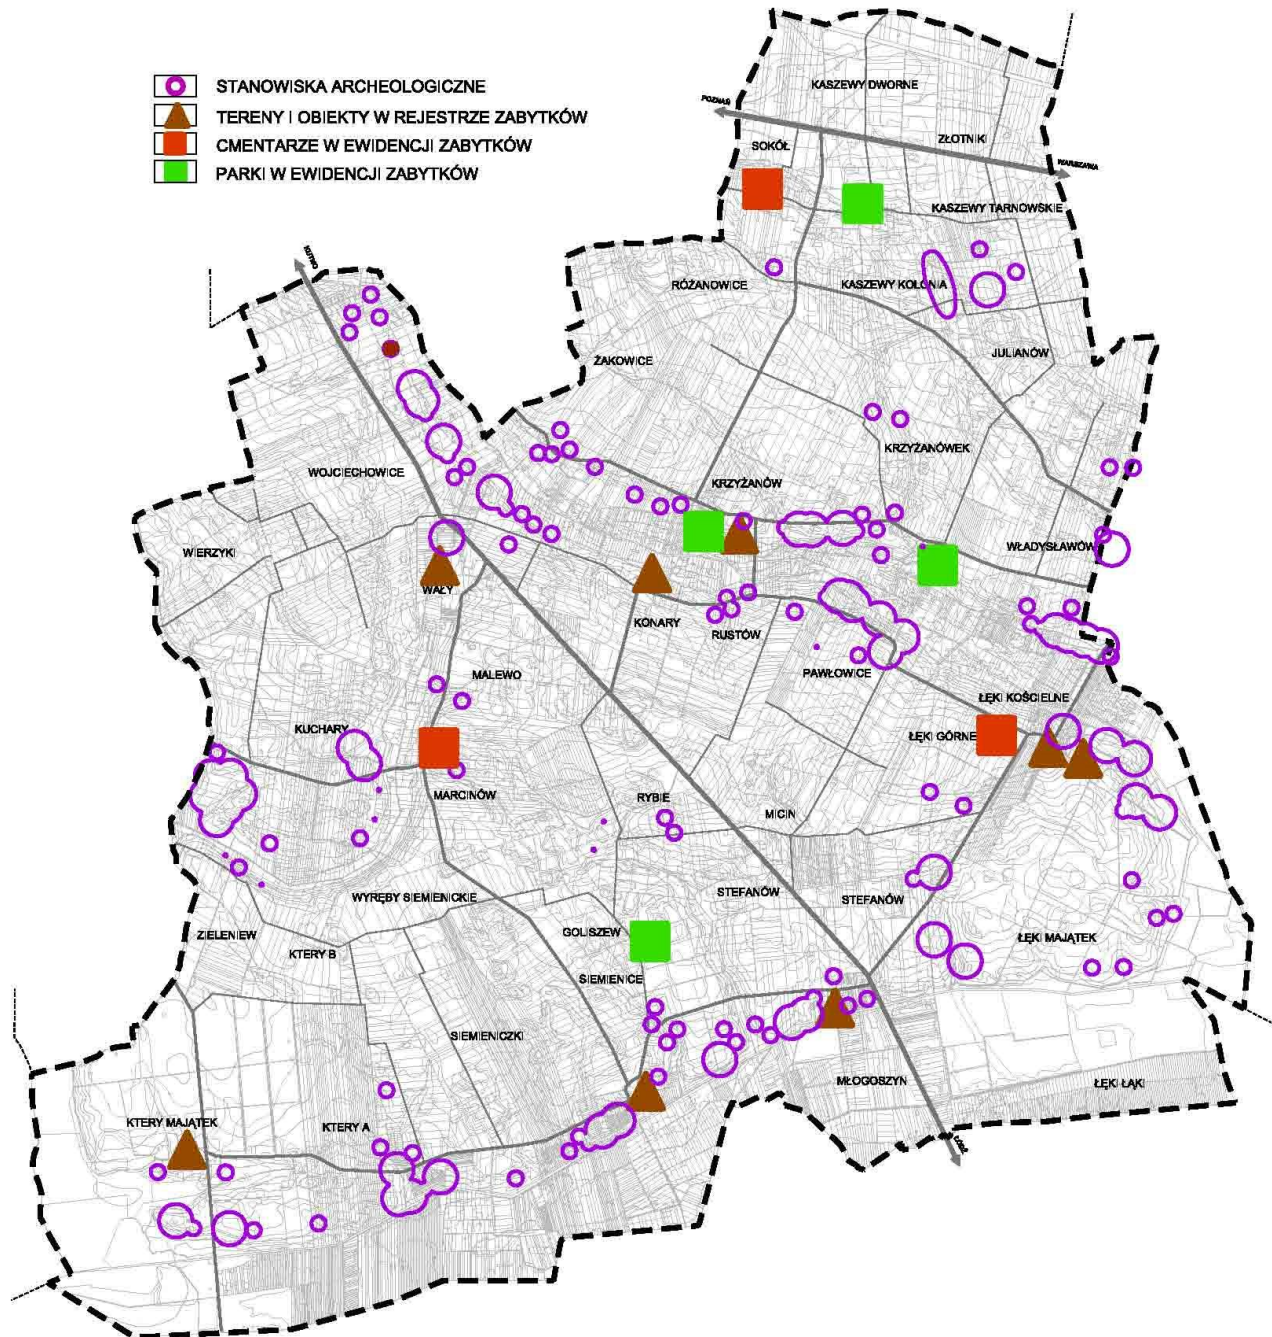 STANOWISKA ARCHEOLOGICZNE
TERENY I OBIEKTY W REJESTRZE ZABYTKÓW
CMENTARZE W EWIDENCJI ZABYTKÓW
PARKI W EWIDENCJI ZABYTKÓW
KASZEWY DWORNE
POZNAŃ
ZŁOTNIKI
SOKÓŁ
WARSZAWA
KASZEWY TARNOWSKIE
KUTNO
RÓŻANOWICE
KASZEWY KOLONIA
JULIANÓW
ŻAKOWICE
KRZYŻANÓWEK
WOJCIECHOWICE
KRZYŻANÓW
WIERZYKI
WŁADYSŁAWÓW
WAŁY
KONARY
RUSTÓW
MALEWO
PAWŁOWICE
ŁĘKI KOŚCIELNE
KUCHARY
ŁĘKI GÓRNE
MARCINÓW
RYBIE
MICIN
WYRĘBY SIEMIENICKIE
STEFANÓW
STEFANÓW
ZIELENIEW
GOLISZEW
ŁĘKI MAJĄTEK
KTERY B
SIEMIENICE
SIEMIENICZKI
MŁOGOSZYN
ŁĘKI ŁĄKI
KTERY MAJĄTEK
KTERY A
ŁÓDŹ